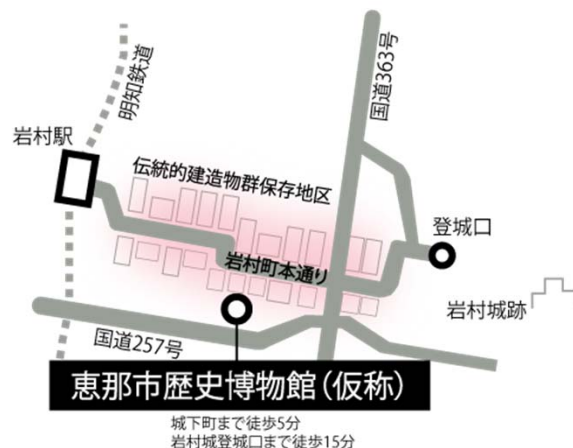 国道363号
明知鉄道
岩村駅
伝統的建造物群保存地区
登城口
岩村町本通り
岩村城跡
国道257号
恵那市歴史博物館（仮称）
城下町まで徒歩5分
岩村城登城口まで徒歩15分